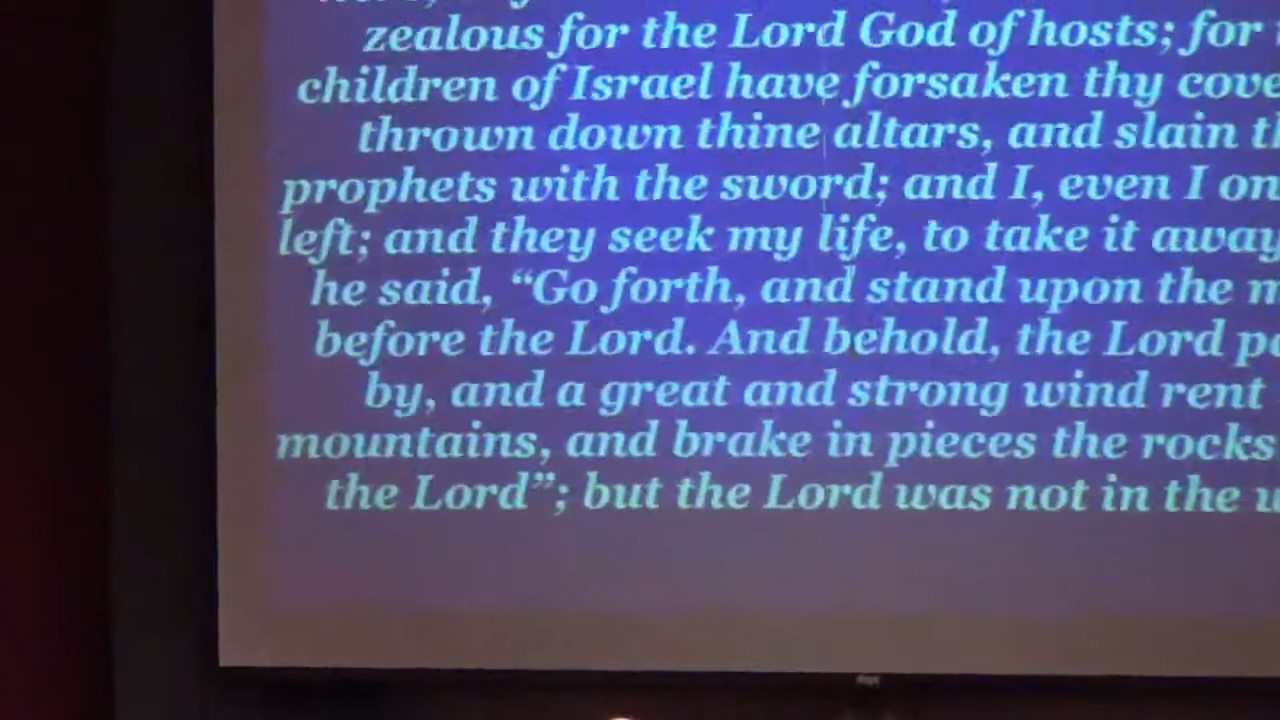 zealous for the Lord God of hosts; for
children of Israel have forsaken thy
thrown down thine altars, and slain
prophets with the sword; and I, even I
left; and they seek my life, to take it away
he said, “Go forth, and stand upon the
before the Lord. And behold, the Lord
by, and a great and strong wind rent
mountains, and brake in pieces the rocks
the Lord”; but the Lord was not in the